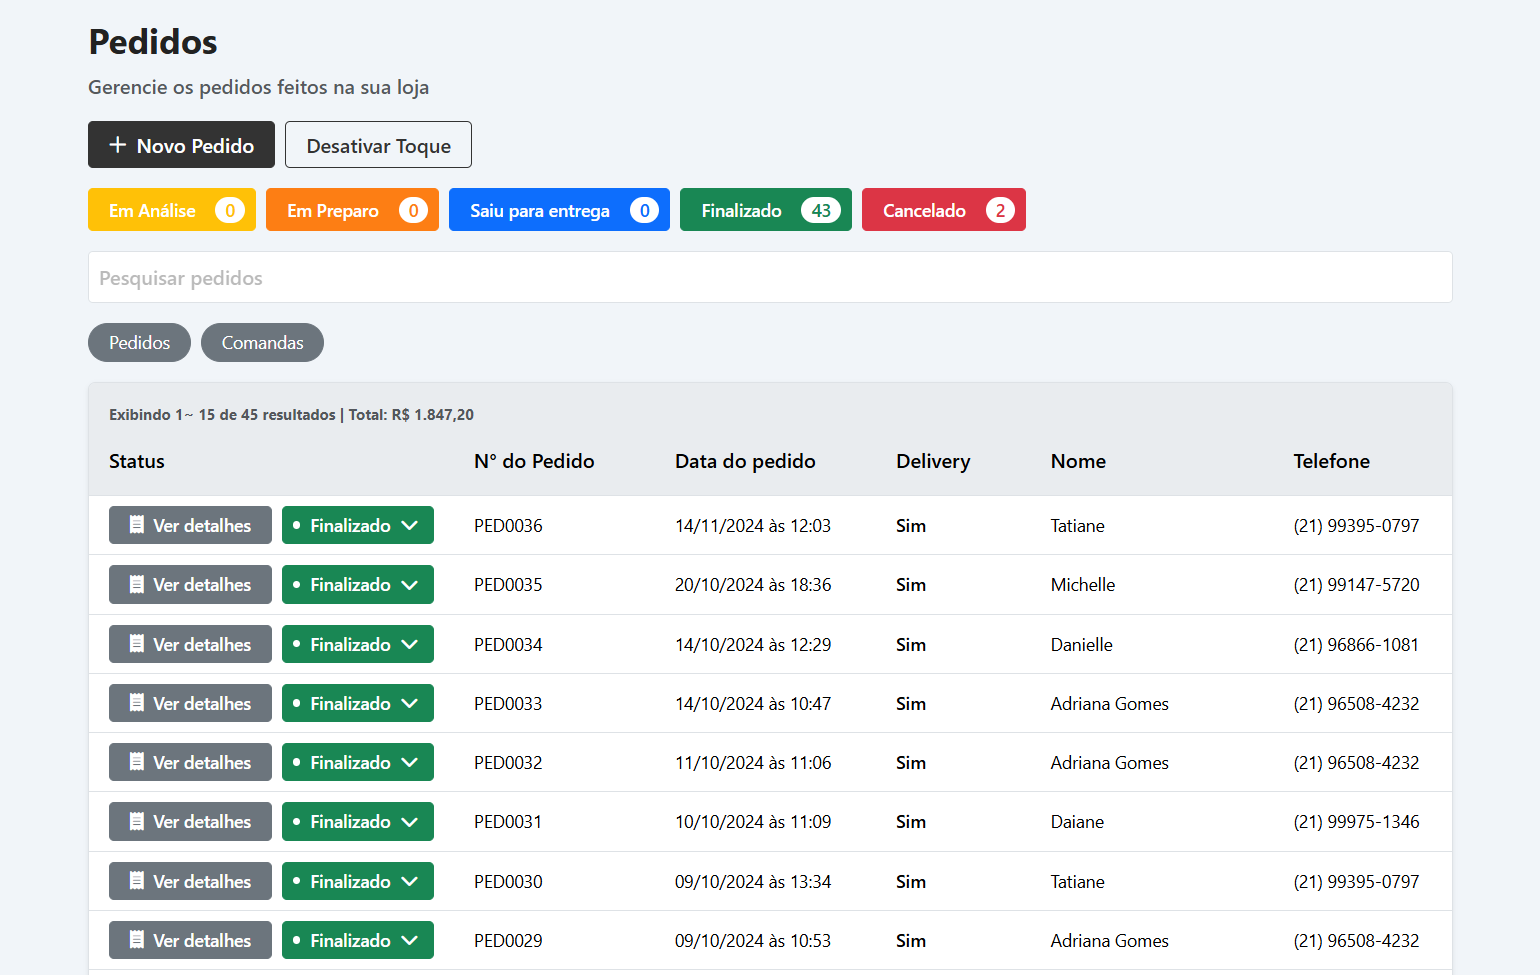 Pedidos
Gerencie os pedidos feitos na sua loja
+ Novo Pedido Desativar Toque
Em Análise 0 Em Preparo 0 Saiu para entrega 0 Finalizado 43 Cancelado 2
Pesquisar pedidos
Pedidos Comandas
Exibindo 1~ 15 de 45 resultados | Total: R$ 1.847,20
Status N° do Pedido Data do pedido Delivery Nome Telefone
Ver detalhes • Finalizado PED0036 14/11/2024 às 12:03 Sim Tatiane (21) 99395-0797
Ver detalhes • Finalizado PED0035 20/10/2024 às 18:36 Sim Michelle (21) 99147-5720
Ver detalhes • Finalizado PED0034 14/10/2024 às 12:29 Sim Danielle (21) 96866-1081
Ver detalhes • Finalizado PED0033 14/10/2024 às 10:47 Sim Adriana Gomes (21) 96508-4232
Ver detalhes • Finalizado PED0032 11/10/2024 às 11:06 Sim Adriana Gomes (21) 96508-4232
Ver detalhes • Finalizado PED0031 10/10/2024 às 11:09 Sim Daiane (21) 99975-1346
Ver detalhes • Finalizado PED0030 09/10/2024 às 13:34 Sim Tatiane (21) 99395-0797
Ver detalhes • Finalizado PED0029 09/10/2024 às 10:53 Sim Adriana Gomes (21) 96508-4232